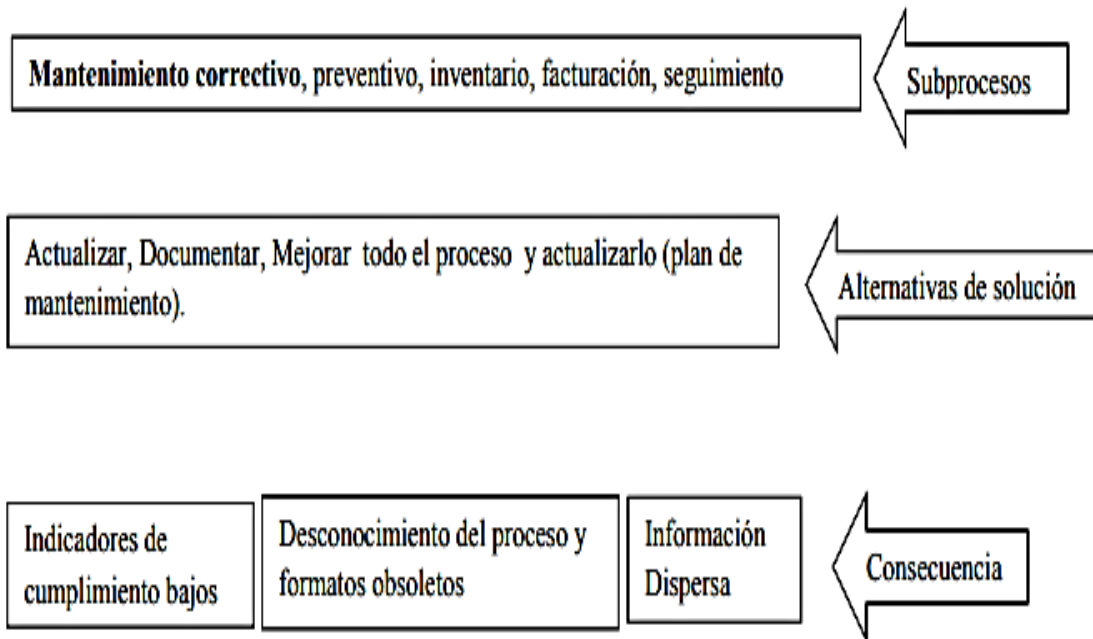 Mantenimiento correctivo, preventivo, inventario, facturación, seguimiento
Subprocesos
Actualizar, Documentar, Mejorar todo el proceso y actualizarlo (plan de
mantenimiento).
Alternativas de solución
Indicadores de
cumplimiento bajos
Desconocimiento del proceso y
formatos obsoletos
Información
Dispersa
Consecuencia